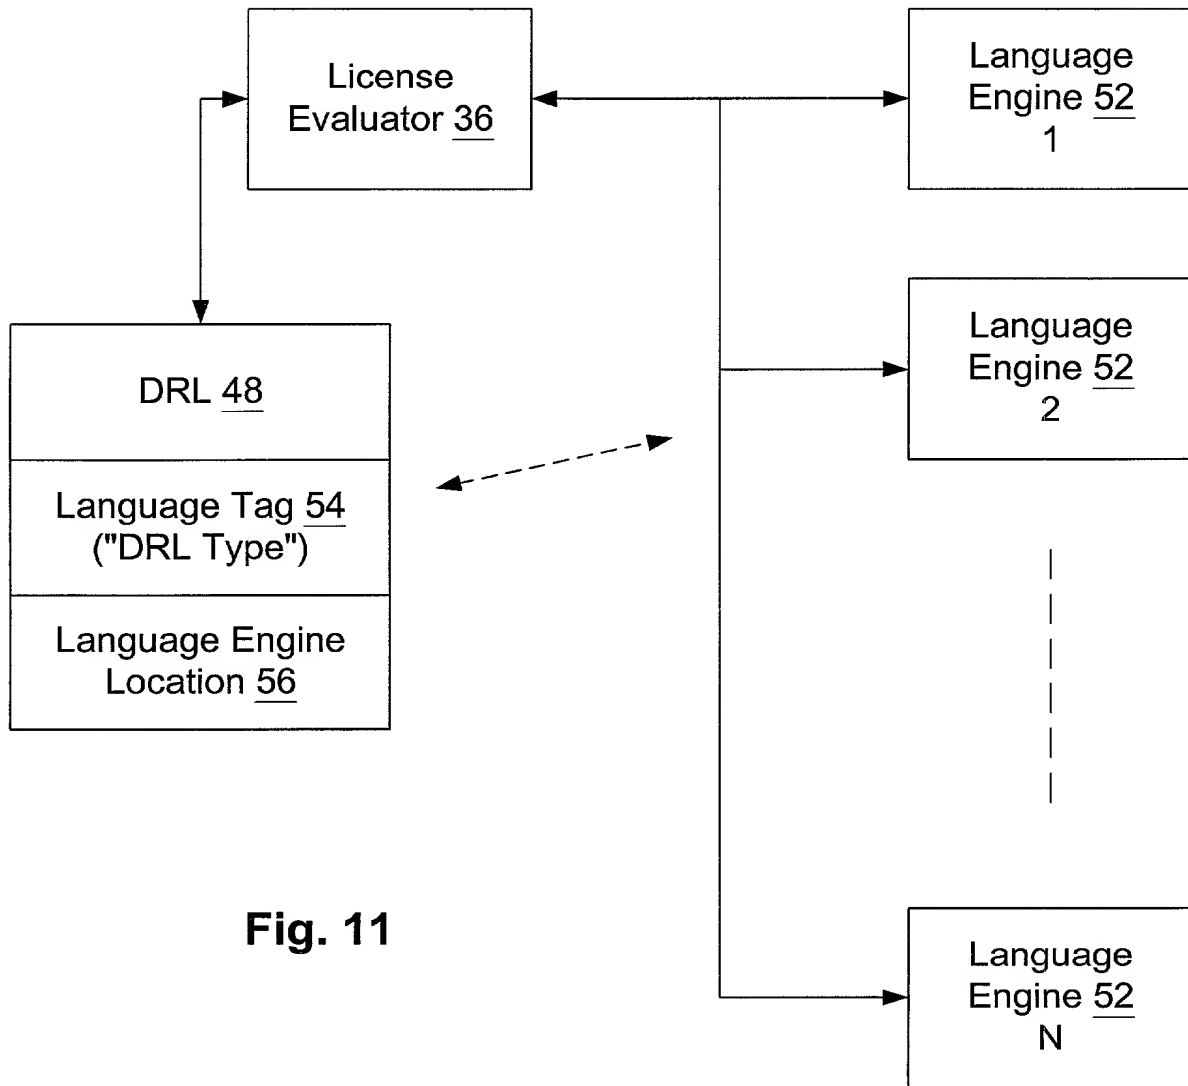 License
Evaluator 36
Language
Engine 52
1
Language
Engine 52
2
DRL 48
Language Tag 54
("DRL Type")
Language Engine
Location 56
Fig. 11
Language
Engine 52
N